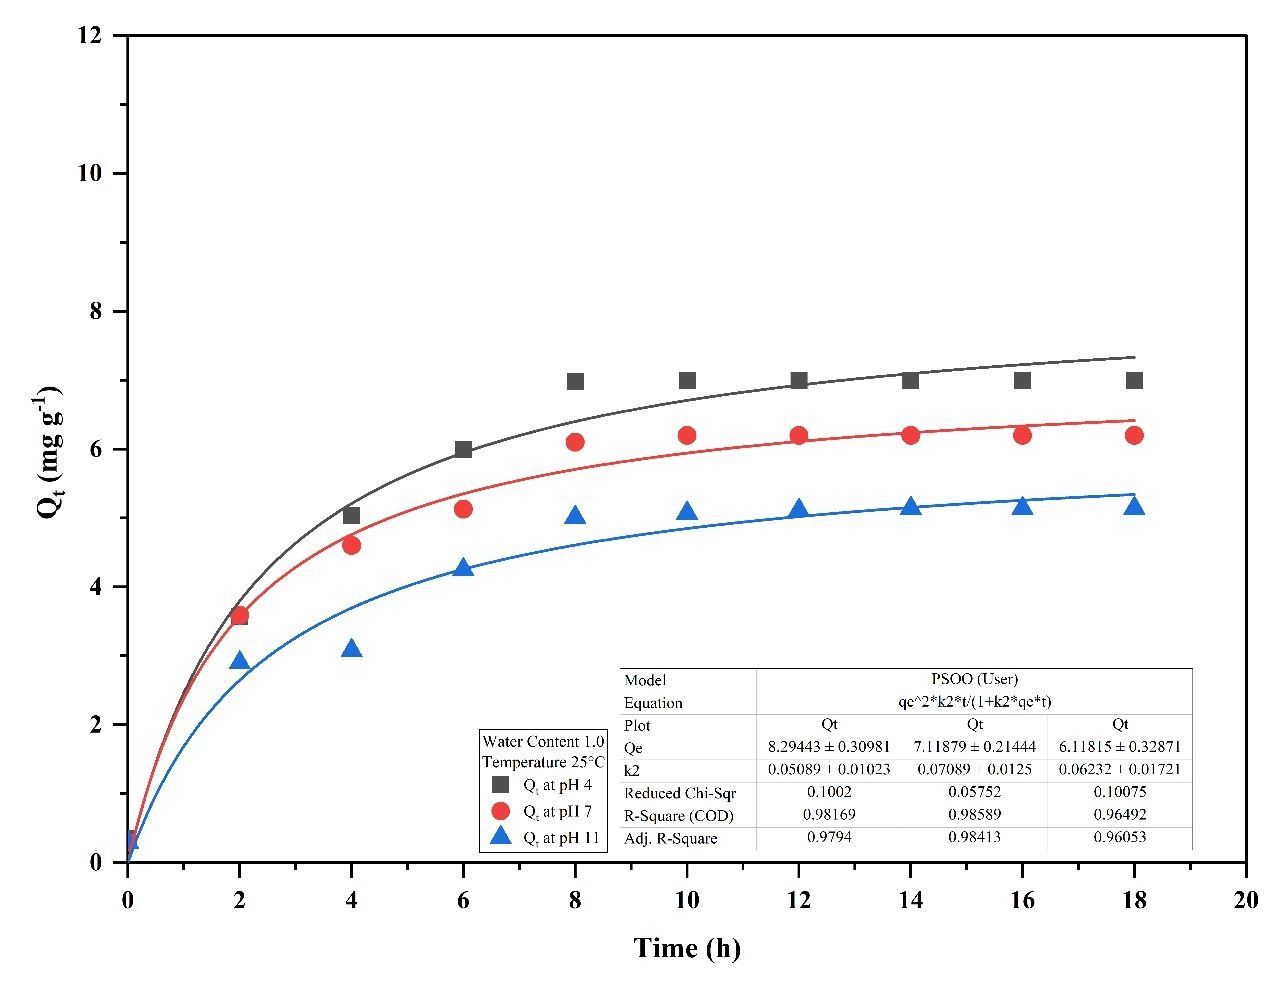 12
10
8
6
4
2
0
Qt (mg g-1)
0 2 4 6 8 10 12 14 16 18 20
Time (h)
Water Content 1.0
Temperature 25°C
Qt at pH 4
Qt at pH 7
Qt at pH 11
Model PSOO (User)
Equation qe^2*k2*t/(1+k2*qe*t)
Plot Qt Qt Qt
Qe 8.29443 ± 0.30981 7.11879 ± 0.21444 6.11815 ± 0.32871
k2 0.05089 ± 0.01023 0.07089 ± 0.0125 0.06232 ± 0.01721
Reduced Chi-Sqr 0.1002 0.05752 0.10075
R-Square (COD) 0.98169 0.98589 0.96492
Adj. R-Square 0.9794 0.98413 0.96053